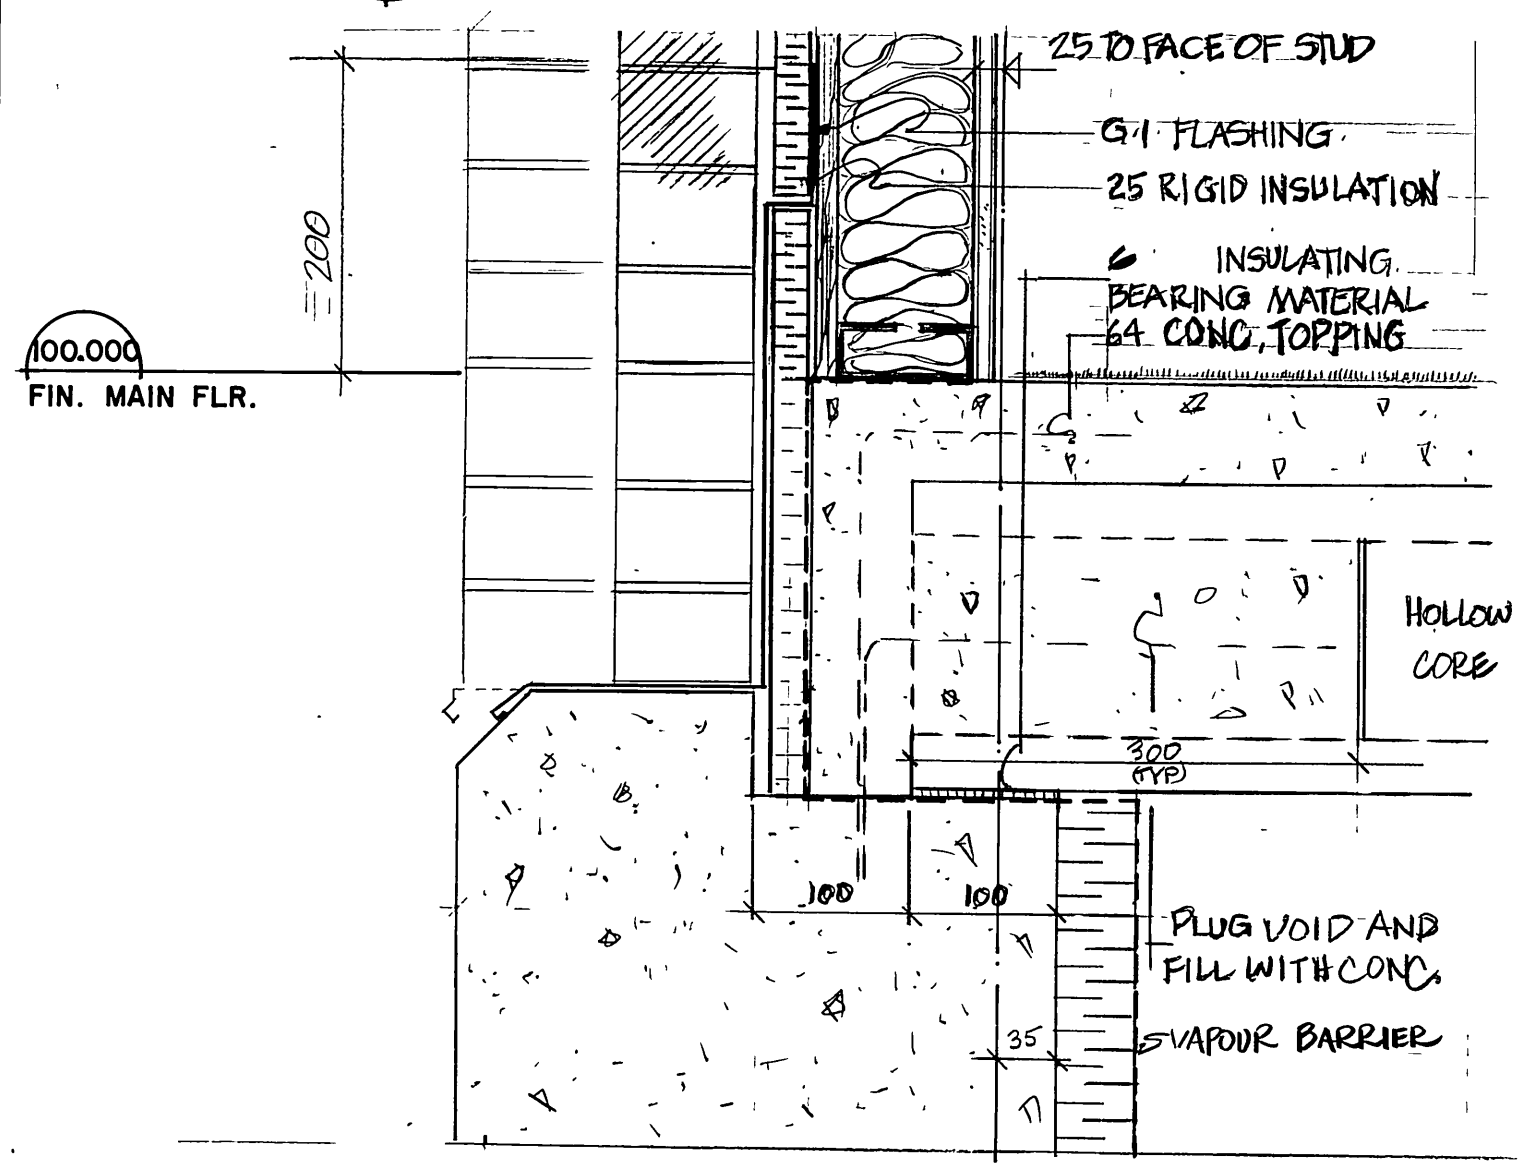 25 TO FACE OF STUD
G.I. FLASHING.
25 RIGID INSULATION
6 INSULATING
BEARING MATERIAL
64 CONC. TOPPING
=200
100.000
FIN. MAIN FLR.
HOLLOW
CORE
300
(TYP)
100
100
PLUG VOID AND
FILL WITH CONC.
35
VAPOUR BARRIER